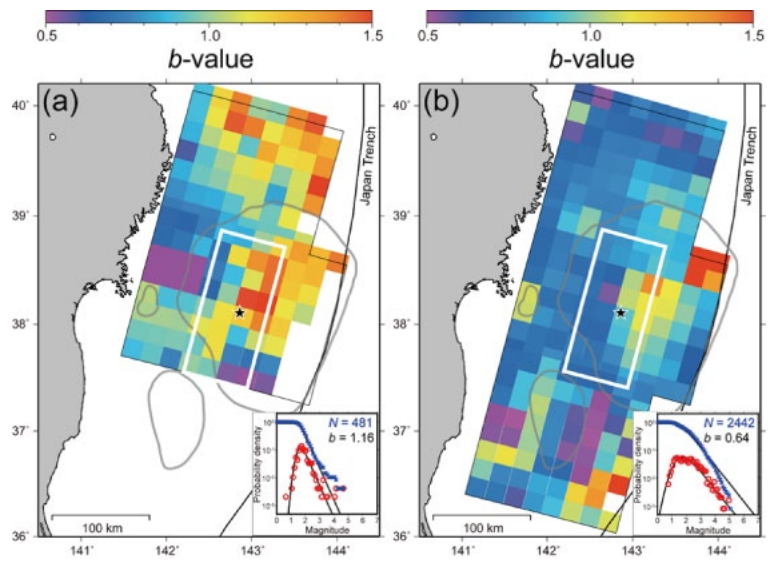 0.5 1.0 1.5
b-value
0.5 1.0 1.5
b-value
(a)
40˚
39˚
38˚
37˚
36˚
141˚ 142˚ 143˚ 144˚
Japan Trench
100 km
N = 481
b = 1.16
Probability density
Magnitude
0 1 2 3 4 5 6 7
(b)
40˚
39˚
38˚
37˚
36˚
141˚ 142˚ 143˚ 144˚
Japan Trench
100 km
N = 2442
b = 0.64
Probability density
Magnitude
0 1 2 3 4 5 6 7